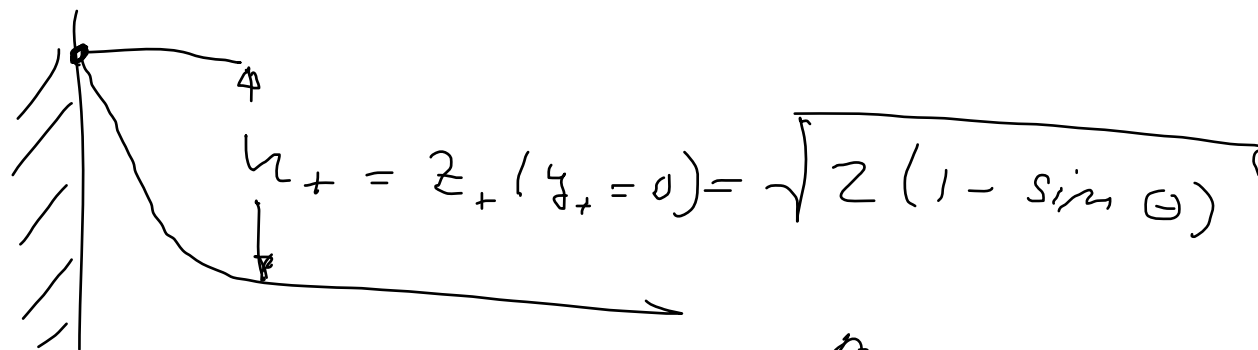 h₊ = z₊(y₊=0) = √2(1 - sin Θ)